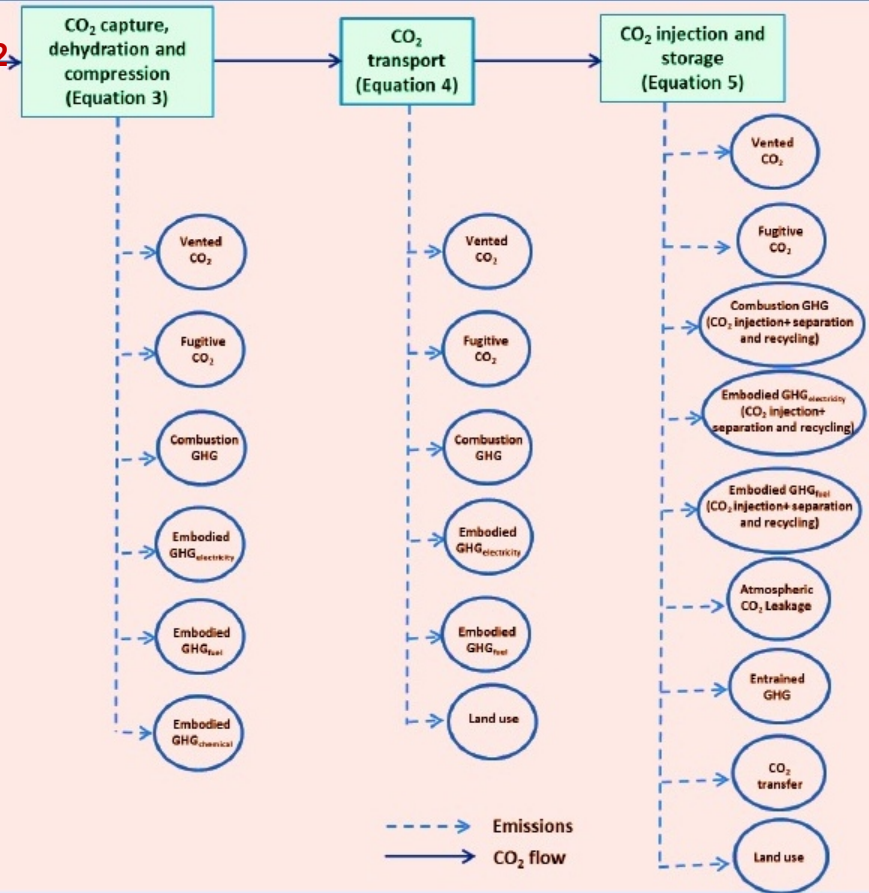 2
CO₂ capture,
dehydration and
compression
(Equation 3)
CO₂
transport
(Equation 4)
CO₂ injection and
storage
(Equation 5)
Vented
CO₂
Fugitive
CO₂
Combustion
GHG
Embodied
GHGelectricity
Embodied
GHGfuel
Embodied
GHGchemical
Vented
CO₂
Fugitive
CO₂
Combustion
GHG
Embodied
GHGelectricity
Embodied
GHGfuel
Land use
Vented
CO₂
Fugitive
CO₂
Combustion GHG
(CO₂ injection+ separation
and recycling)
Embodied GHGelectricity
(CO₂ injection+
separation and recycling)
Embodied GHGfuel
(CO₂ injection+ separation
and recycling)
Atmospheric
CO₂ Leakage
Entrained
GHG
CO₂
transfer
Land use
Emissions
CO₂ flow